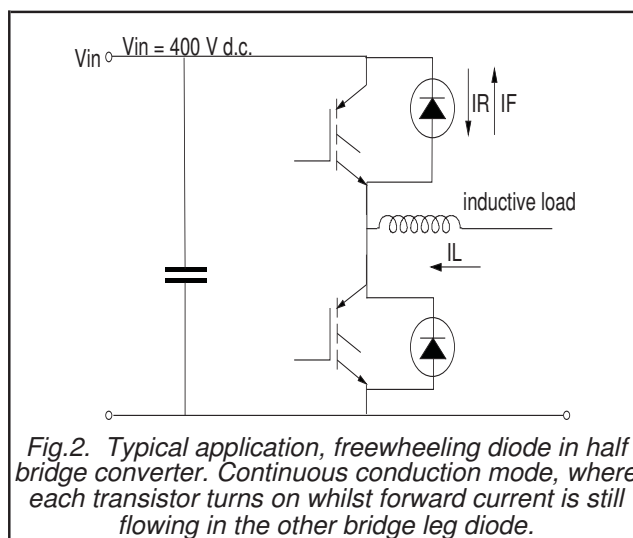 Vin Vin = 400 V d.c.
IR IF
inductive load
IL
Fig.2. Typical application, freewheeling diode in half
bridge converter. Continuous conduction mode, where
each transistor turns on whilst forward current is still
flowing in the other bridge leg diode.